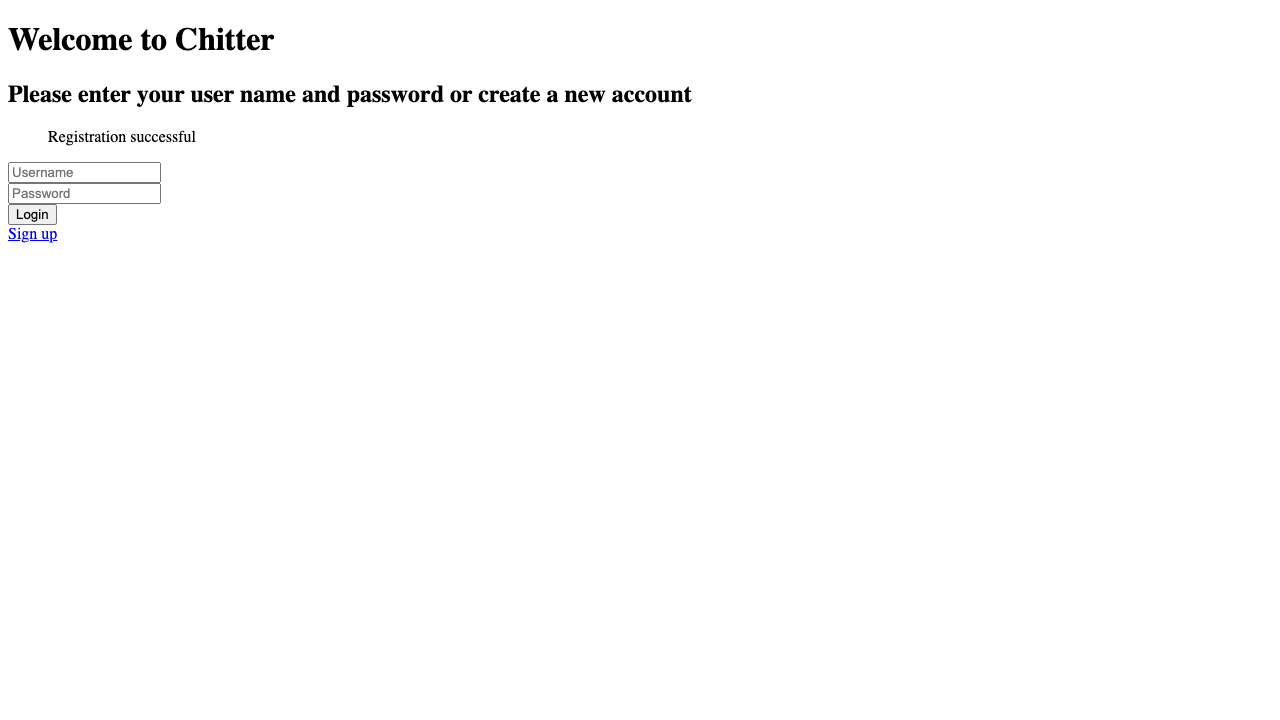 Welcome to Chitter
Please enter your user name and password or create a new account
Registration successful
Username
Password
Login
Sign up